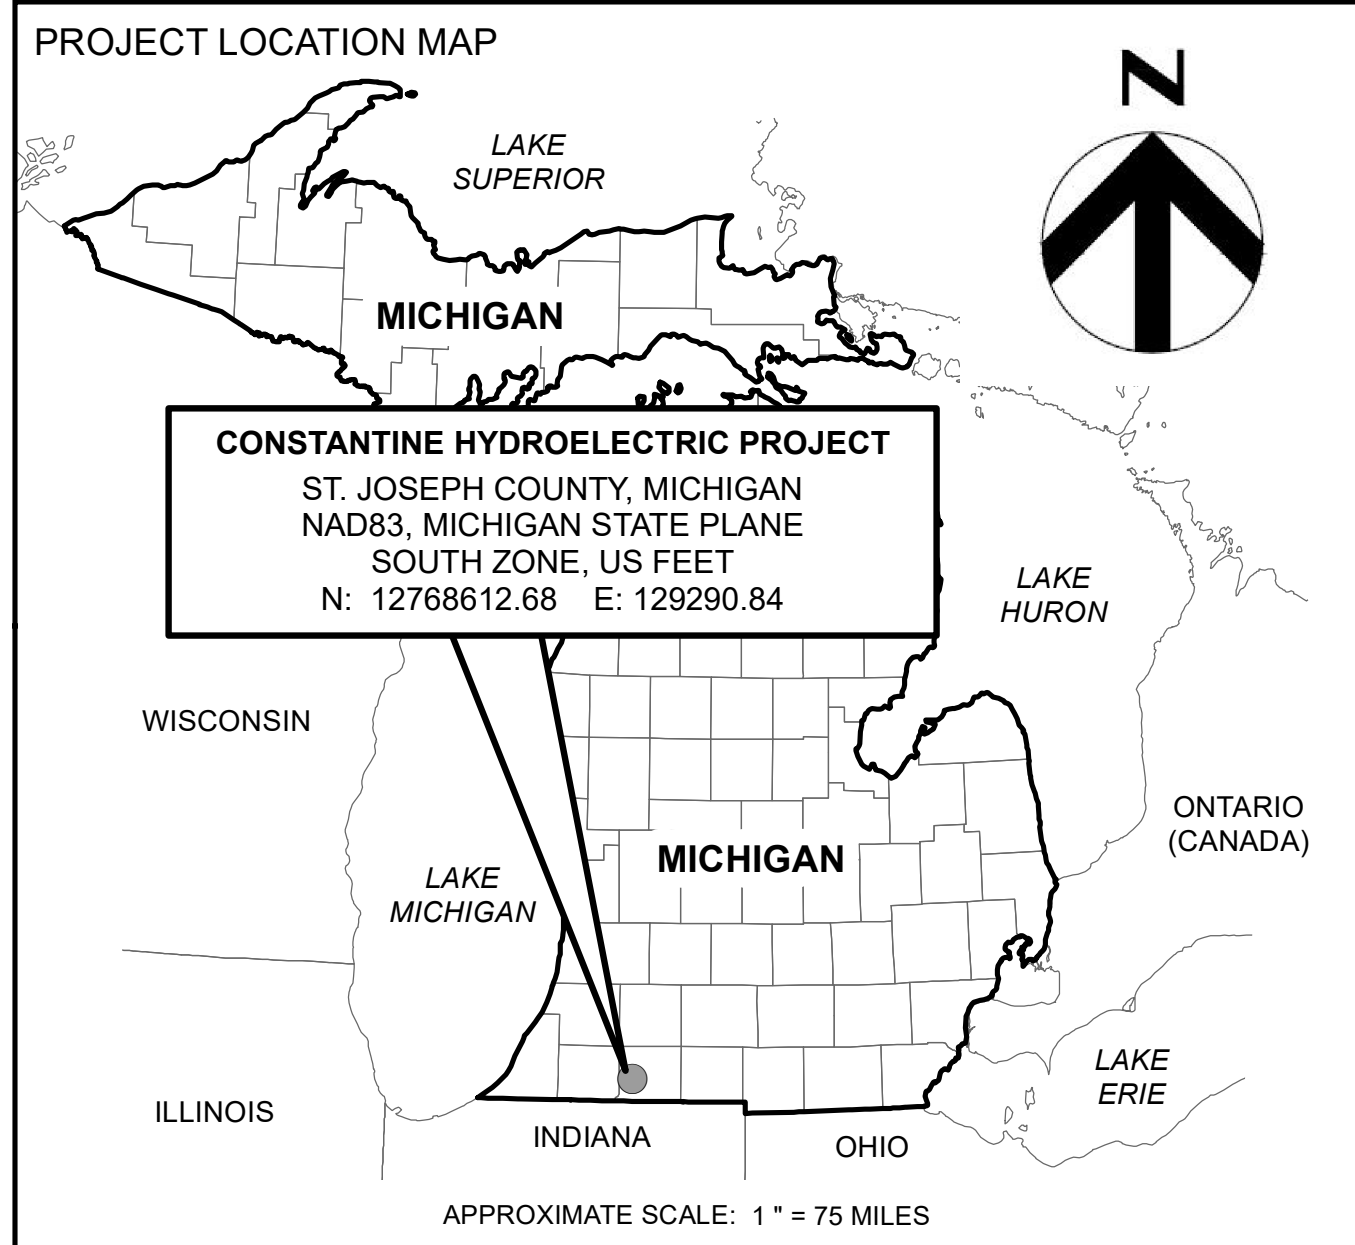 PROJECT LOCATION MAP
N
LAKE
SUPERIOR
MICHIGAN
CONSTANTINE HYDROELECTRIC PROJECT
ST. JOSEPH COUNTY, MICHIGAN
NAD83, MICHIGAN STATE PLANE
SOUTH ZONE, US FEET
N: 12768612.68 E: 129290.84
LAKE
HURON
WISCONSIN
ONTARIO
(CANADA)
MICHIGAN
LAKE
MICHIGAN
LAKE
ERIE
ILLINOIS
INDIANA
OHIO
APPROXIMATE SCALE: 1 " = 75 MILES